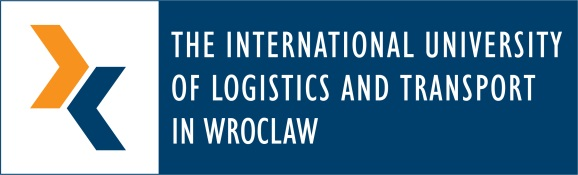 THE INTERNATIONAL UNIVERSITY
OF LOGISTICS AND TRANSPORT
IN WROCLAW